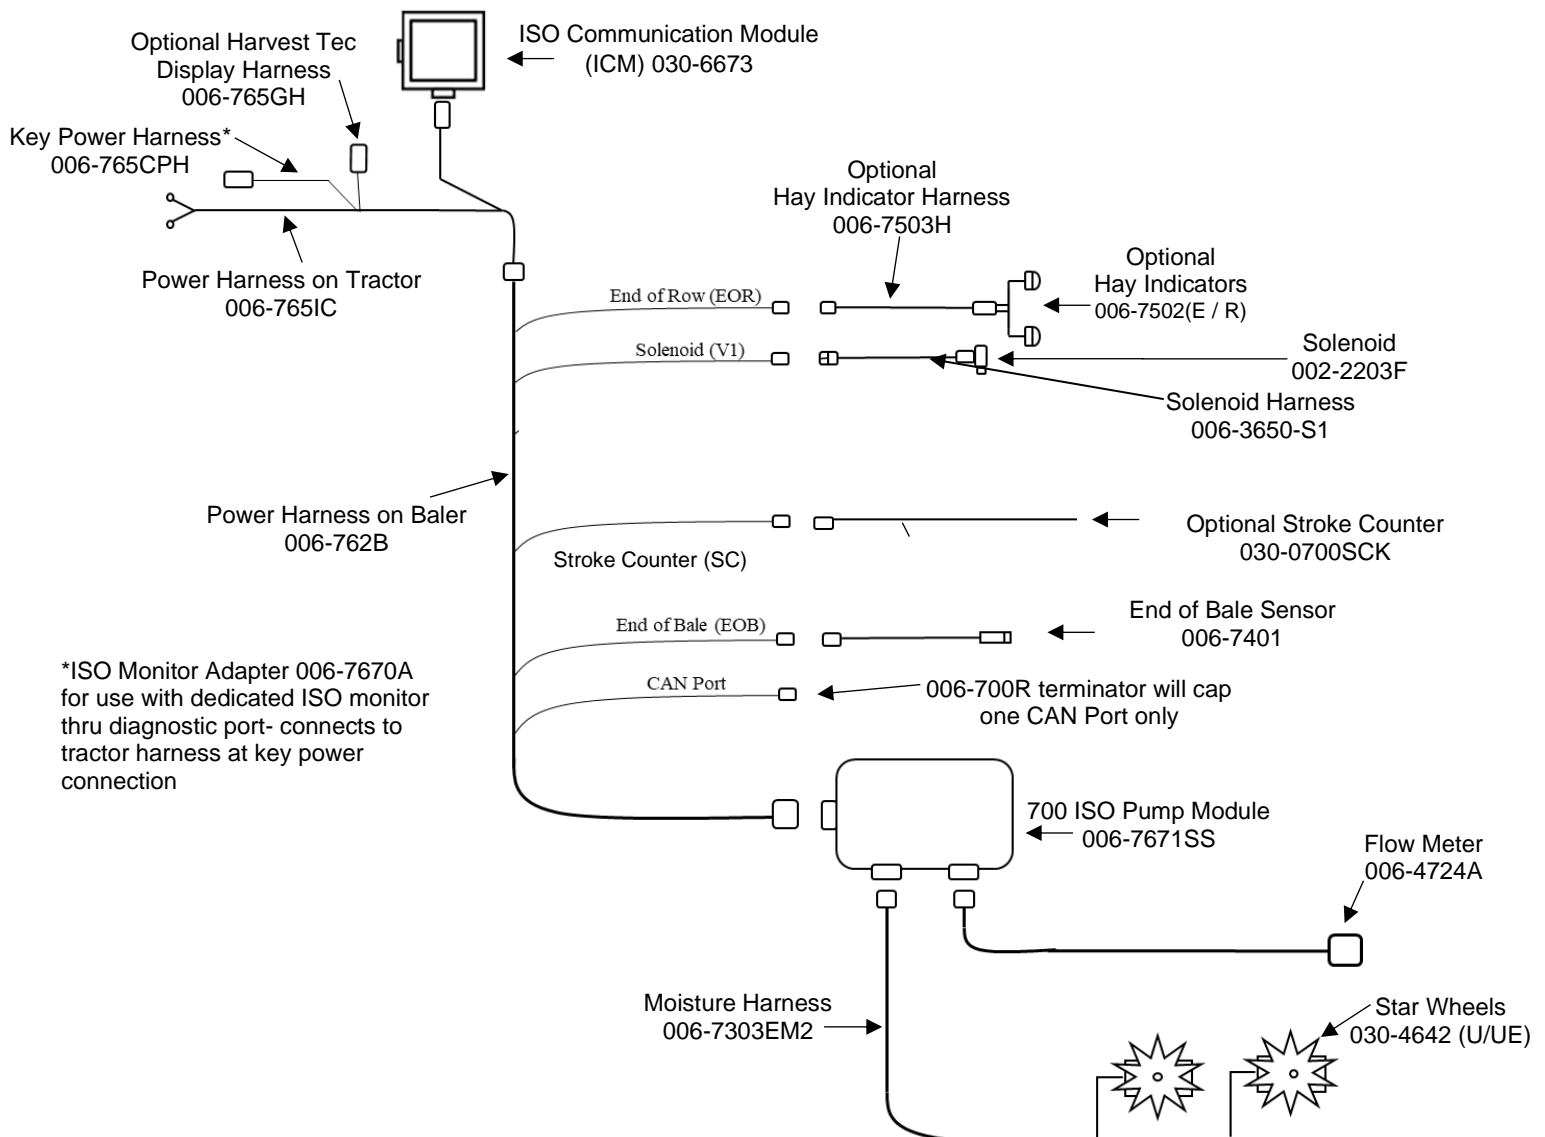 ISO Communication Module
(ICM) 030-6673
Optional Harvest Tec
Display Harness
006-765GH
Key Power Harness*
006-765CPH
Power Harness on Tractor
006-765IC
Optional
Hay Indicator Harness
006-7503H
Optional
Hay Indicators
006-7502(E / R)
End of Row (EOR)
Solenoid (V1)
Solenoid
002-2203F
Solenoid Harness
006-3650-S1
Power Harness on Baler
006-762B
Stroke Counter (SC)
Optional Stroke Counter
030-0700SCK
End of Bale (EOB)
End of Bale Sensor
006-7401
CAN Port
006-700R terminator will cap
one CAN Port only
*ISO Monitor Adapter 006-7670A
for use with dedicated ISO monitor
thru diagnostic port- connects to
tractor harness at key power
connection
700 ISO Pump Module
006-7671SS
Flow Meter
006-4724A
Moisture Harness
006-7303EM2
Star Wheels
030-4642 (U/UE)